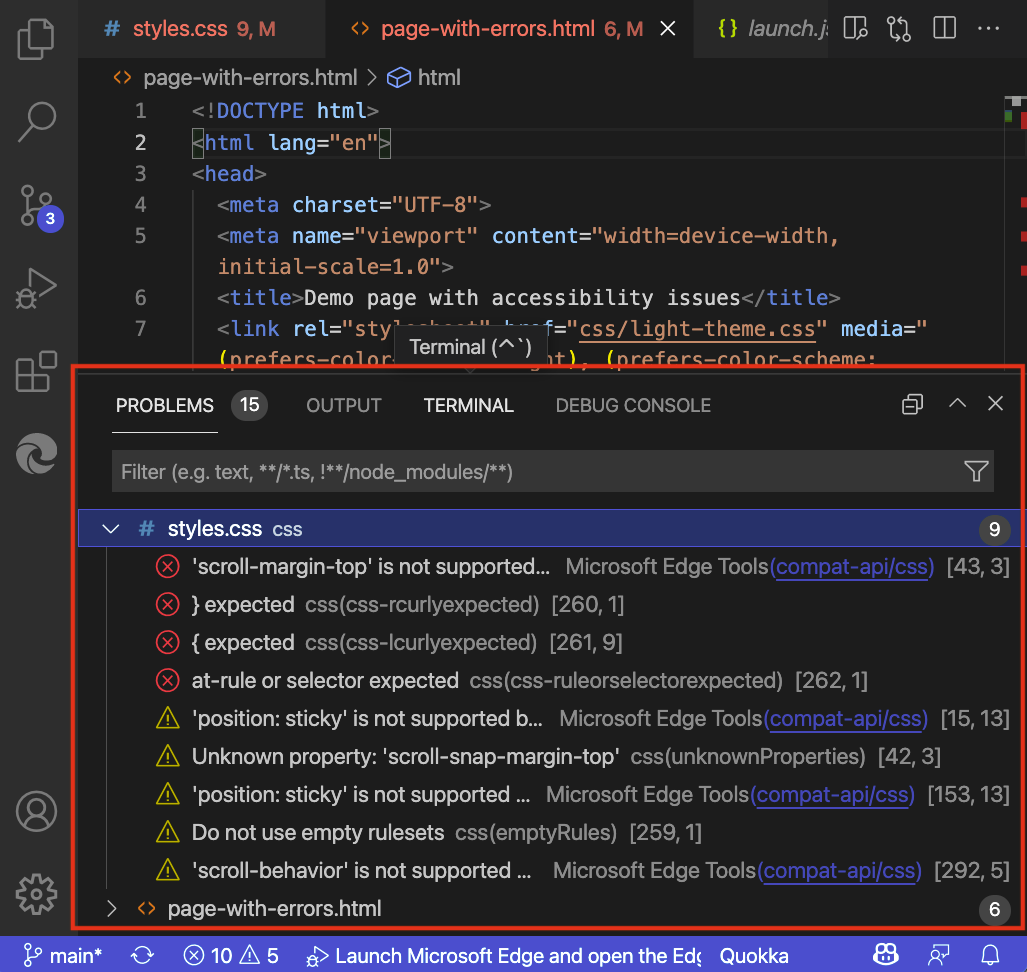 # styles.css 9, M <> page-with-errors.html 6, M {} launch.js
<> page-with-errors.html > html
1 <!DOCTYPE html>
2 <html lang="en">
3 <head>
4 <meta charset="UTF-8">
5 <meta name="viewport" content="width=device-width,
initial-scale=1.0">
6 <title>Demo page with accessibility issues</title>
7 <link rel="stylesheet" href="css/light-theme.css" media="
Terminal (^`)
(prefers-color- ght), (prefers-color-scheme:
PROBLEMS 15 OUTPUT TERMINAL DEBUG CONSOLE
Filter (e.g. text, **/*.ts, !**/node_modules/**)
# styles.css css 9
'scroll-margin-top' is not supported... Microsoft Edge Tools(compat-api/css) [43, 3]
} expected css(css-rcurlyexpected) [260, 1]
{ expected css(css-lcurlyexpected) [261, 9]
at-rule or selector expected css(css-ruleorselectorexpected) [262, 1]
'position: sticky' is not supported b... Microsoft Edge Tools(compat-api/css) [15, 13]
Unknown property: 'scroll-snap-margin-top' css(unknownProperties) [42, 3]
'position: sticky' is not supported ... Microsoft Edge Tools(compat-api/css) [153, 13]
Do not use empty rulesets css(emptyRules) [259, 1]
'scroll-behavior' is not supported ... Microsoft Edge Tools(compat-api/css) [292, 5]
<> page-with-errors.html 6
3
main* 10 5 Launch Microsoft Edge and open the Edg Quokka